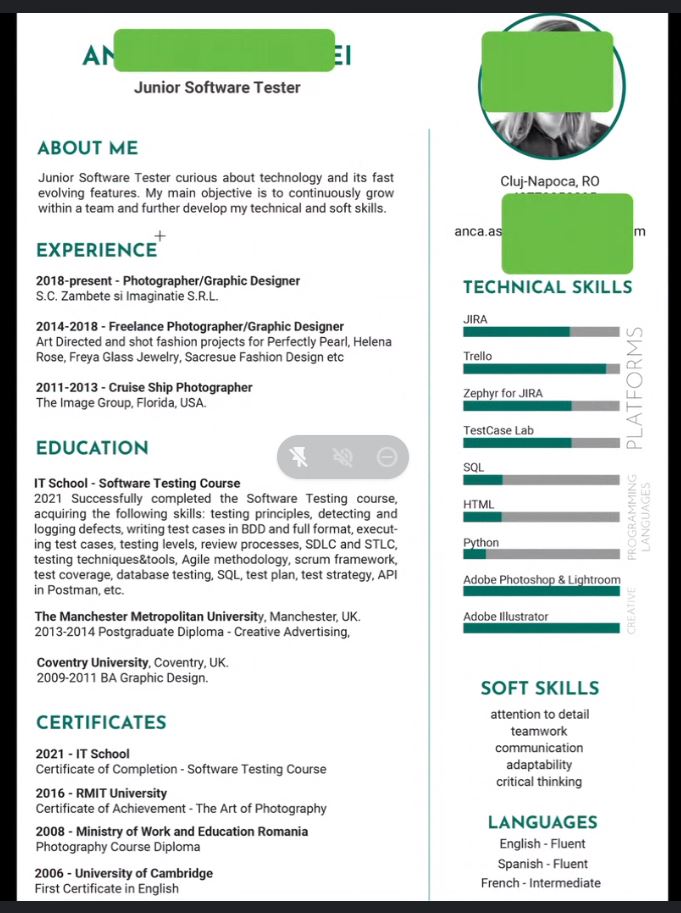 AN EI
Junior Software Tester
ABOUT ME
Junior Software Tester curious about technology and its fast
evolving features. My main objective is to continuously grow
within a team and further develop my technical and soft skills.
EXPERIENCE
2018-present - Photographer/Graphic Designer
S.C. Zambete si Imaginatie S.R.L.
2014-2018 - Freelance Photographer/Graphic Designer
Art Directed and shot fashion projects for Perfectly Pearl, Helena
Rose, Freya Glass Jewelry, Sacresue Fashion Design etc
2011-2013 - Cruise Ship Photographer
The Image Group, Florida, USA.
EDUCATION
IT School - Software Testing Course
2021 Successfully completed the Software Testing course,
acquiring the following skills: testing principles, detecting and
logging defects, writing test cases in BDD and full format, execut-
ing test cases, testing levels, review processes, SDLC and STLC,
testing techniques&tools, Agile methodology, scrum framework,
test coverage, database testing, SQL, test plan, test strategy, API
in Postman, etc.
The Manchester Metropolitan University, Manchester, UK.
2013-2014 Postgraduate Diploma - Creative Advertising,
Coventry University, Coventry, UK.
2009-2011 BA Graphic Design.
CERTIFICATES
2021 - IT School
Certificate of Completion - Software Testing Course
2016 - RMIT University
Certificate of Achievement - The Art of Photography
2008 - Ministry of Work and Education Romania
Photography Course Diploma
2006 - University of Cambridge
First Certificate in English
Cluj-Napoca, RO
anca.as m
TECHNICAL SKILLS
JIRA
Trello
Zephyr for JIRA
TestCase Lab
PLATFORMS
SQL
HTML
Python
PROGRAMMING
LANGUAGES
Adobe Photoshop & Lightroom
Adobe Illustrator
CREATIVE
SOFT SKILLS
attention to detail
teamwork
communication
adaptability
critical thinking
LANGUAGES
English - Fluent
Spanish - Fluent
French - Intermediate